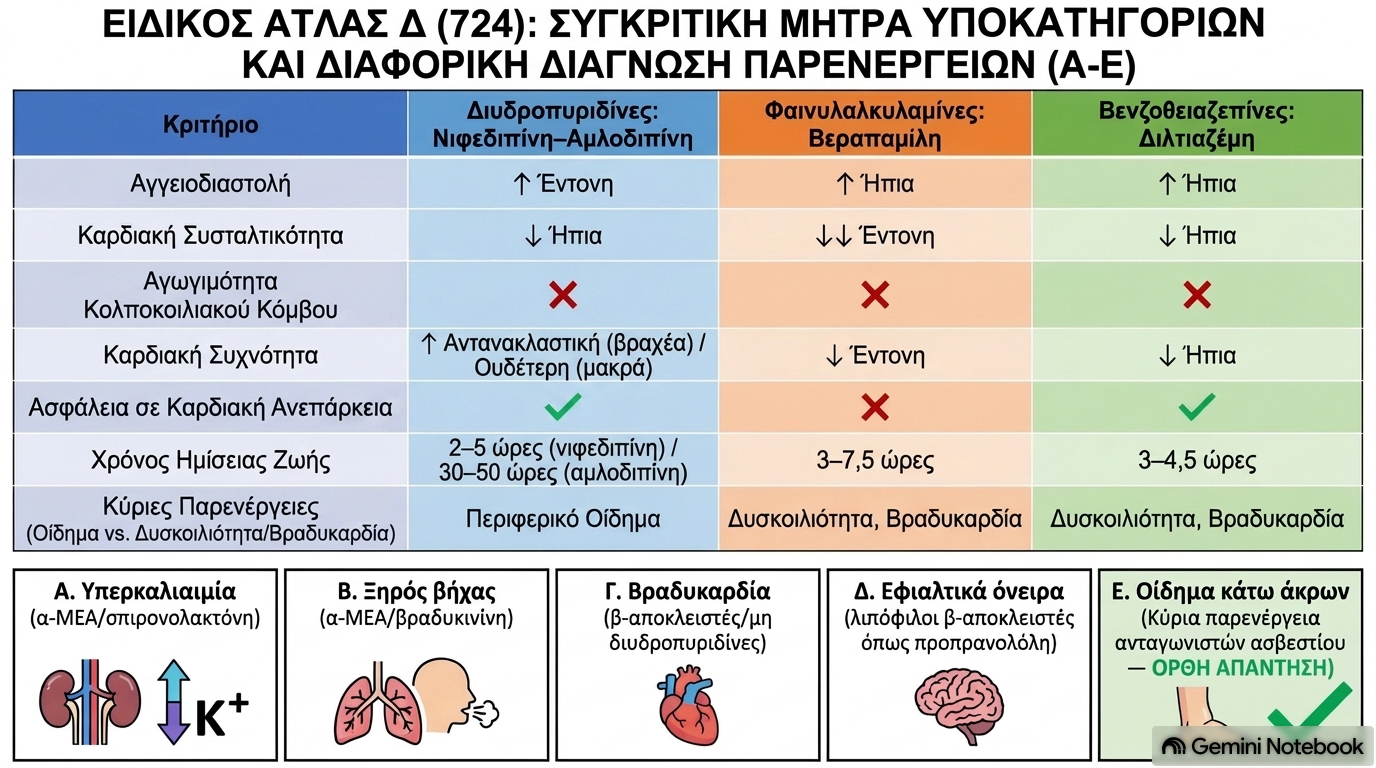 ΕΙΔΙΚΟΣ ΑΤΛΑΣ Δ (724): ΣΥΓΚΡΙΤΙΚΗ ΜΗΤΡΑ ΥΠΟΚΑΤΗΓΟΡΙΩΝ
ΚΑΙ ΔΙΑΦΟΡΙΚΗ ΔΙΑΓΝΩΣΗ ΠΑΡΕΝΕΡΓΕΙΩΝ (Α-Ε)
Κριτήριο
Διυδροπυριδίνες:
Νιφεδιπίνη–Αμλοδιπίνη
Φαινυλαλκυλαμίνες:
Βεραπαμίλη
Βενζοθειαζεπίνες:
Διλτιαζέμη
Αγγειοδιαστολή
↑ Έντονη
↑ Ήπια
↑ Ήπια
Καρδιακή Συσταλτικότητα
↓ Ήπια
↓↓ Έντονη
↓ Ήπια
Αγωγιμότητα
Κολποκοιλιακού Κόμβου
Καρδιακή Συχνότητα
↑ Αντανακλαστική (βραχέα) /
Ουδέτερη (μακρά)
↓ Έντονη
↓ Ήπια
Ασφάλεια σε Καρδιακή Ανεπάρκεια
Χρόνος Ημίσειας Ζωής
2–5 ώρες (νιφεδιπίνη) /
30–50 ώρες (αμλοδιπίνη)
3–7,5 ώρες
3–4,5 ώρες
Κύριες Παρενέργειες
(Οίδημα vs. Δυσκοιλιότητα/Βραδυκαρδία)
Περιφερικό Οίδημα
Δυσκοιλιότητα, Βραδυκαρδία
Δυσκοιλιότητα, Βραδυκαρδία
Α. Υπερκαλιαιμία
(α-ΜΕΑ/σπιρονολακτόνη)
K⁺
Β. Ξηρός βήχας
(α-ΜΕΑ/βραδυκινίνη)
Γ. Βραδυκαρδία
(β-αποκλειστές/μη
διυδροπυριδίνες)
Δ. Εφιαλτικά όνειρα
(λιπόφιλοι β-αποκλειστές
όπως προπρανολόλη)
Ε. Οίδημα κάτω άκρων
(Κύρια παρενέργεια
ανταγωνιστών ασβεστίου
— ΟΡΘΗ ΑΠΑΝΤΗΣΗ)
Gemini Notebook